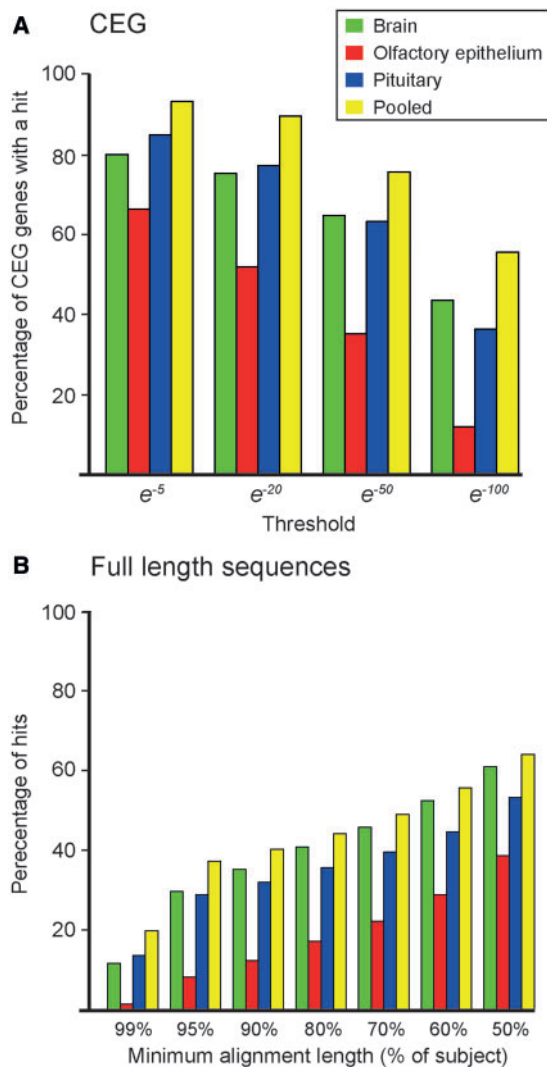 A CEG
Brain
Olfactory epithelium
Pituitary
Pooled
Percentage of CEG genes with a hit
100
80
60
40
20
e-5 e-20 e-50 e-100
Threshold
B Full length sequences
Perecentage of hits
100
80
60
40
20
99% 95% 90% 80% 70% 60% 50%
Minimum alignment length (% of subject)